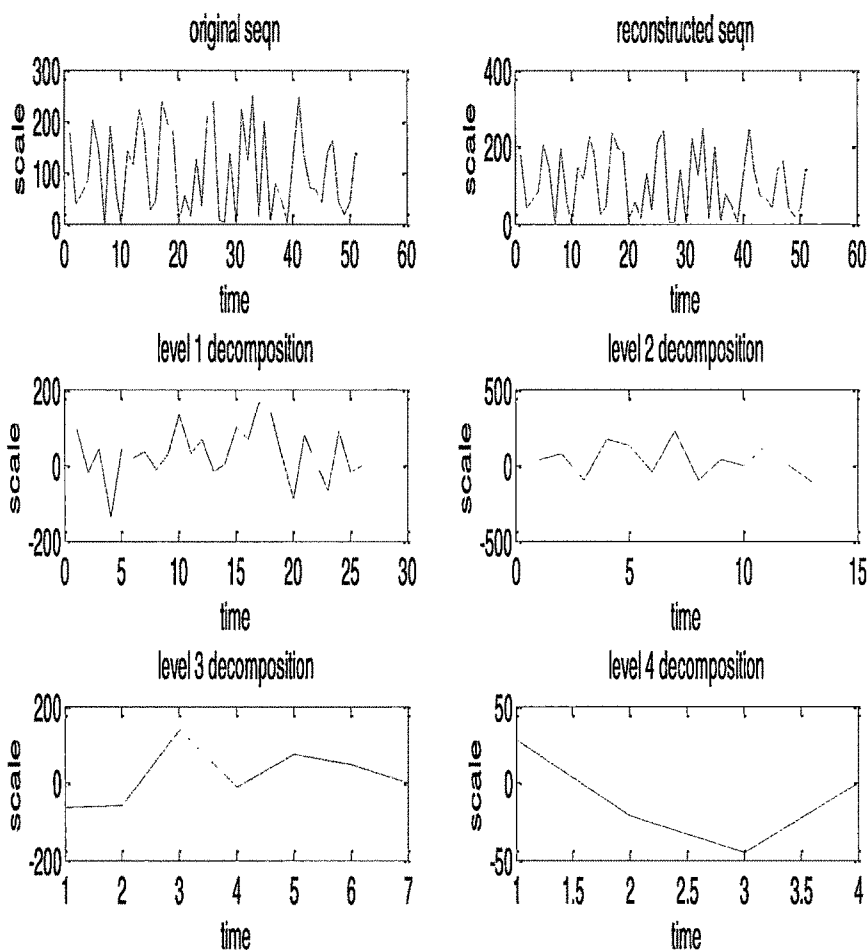 original seqn
300
200
100
0
scale
0 10 20 30 40 50 60
time
reconstructed seqn
400
200
0
scale
0 10 20 30 40 50 60
time
level 1 decomposition
200
0
-200
scale
0 5 10 15 20 25 30
time
level 2 decomposition
500
0
-500
scale
0 5 10 15
time
level 3 decomposition
200
0
-200
scale
1 2 3 4 5 6 7
time
level 4 decomposition
50
0
-50
scale
1 1.5 2 2.5 3 3.5 4
time